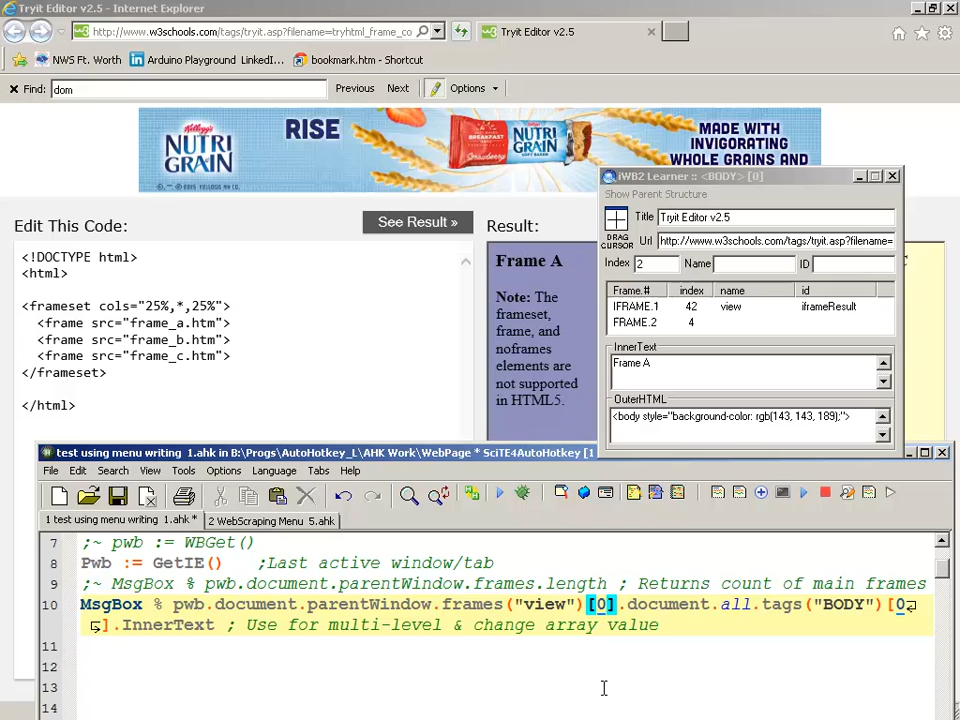 Tryit Editor v2.5 - Internet Explorer
http://www.w3schools.com/tags/tryit.asp?filename=tryhtml_frame_co
Tryit Editor v2.5
NWS Ft. Worth
Arduino Playground LinkedI...
bookmark.htm - Shortcut
Find: dom
Previous Next Options
Kellogg's NUTRI GRAIN
RISE
NUTRI GRAIN
Strawberry
MADE WITH
INVIGORATING
WHOLE GRAINS AND
Edit This Code:
See Result »
Result:
<!DOCTYPE html>
<html>
<frameset cols="25%,*,25%">
<frame src="frame_a.htm">
<frame src="frame_b.htm">
<frame src="frame_c.htm">
</frameset>
</html>
Frame A
Note: The
frameset,
frame, and
noframes
elements are
not supported
in HTML5.
iWB2 Learner :: <BODY> [0]
Show Parent Structure
DRAG
CURSOR
Title Tryit Editor v2.5
Url http://www.w3schools.com/tags/tryit.asp?filename=
Index 2 Name ID
Frame.# index name id
IFRAME.1 42 view iframeResult
FRAME.2 4
InnerText
Frame A
OuterHTML
<body style="background-color: rgb(143, 143, 189);">
test using menu writing 1.ahk in B:\Progs\AutoHotkey_L\AHK Work\WebPage * SciTE4AutoHotkey [1
File Edit Search View Tools Options Language Tabs Help
1 test using menu writing 1.ahk *
2 WebScraping Menu 5.ahk
7 ;~ pwb := WBGet()
8 Pwb := GetIE() ;Last active window/tab
9 ;~ MsgBox % pwb.document.parentWindow.frames.length ; Returns count of main frames
10 MsgBox % pwb.document.parentWindow.frames("view")[0].document.all.tags("BODY")[0
].InnerText ; Use for multi-level & change array value
11
12
13
14